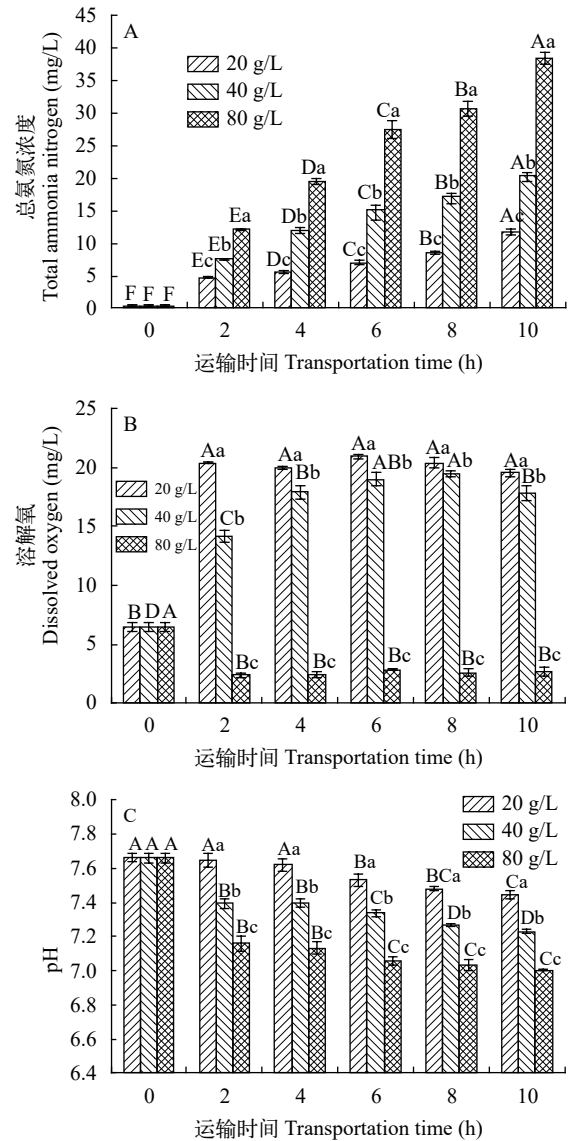 A
20 g/L
40 g/L
80 g/L
总氨氮浓度
Total ammonia nitrogen (mg/L)
40
35
30
25
20
15
10
5
0
F F F
Ec Eb Ea
Dc Db Da
Cc Cb Ca
Bc Bb Ba
Ac Ab Aa
0 2 4 6 8 10
运输时间 Transportation time (h)
B
20 g/L
40 g/L
80 g/L
溶解氧
Dissolved oxygen (mg/L)
25
20
15
10
5
0
B D A
Aa Cb Bc
Aa Bb Bc
Aa ABb Bc
Aa Ab Bc
Aa Bb Bc
0 2 4 6 8 10
运输时间 Transportation time (h)
C
20 g/L
40 g/L
80 g/L
pH
8.0
7.8
7.6
7.4
7.2
7.0
6.8
6.6
6.4
A A A
Aa Bb Bc
Aa Bb Bc
Ba Cb Cc
BCa Db Cc
Ca Db Cc
0 2 4 6 8 10
运输时间 Transportation time (h)